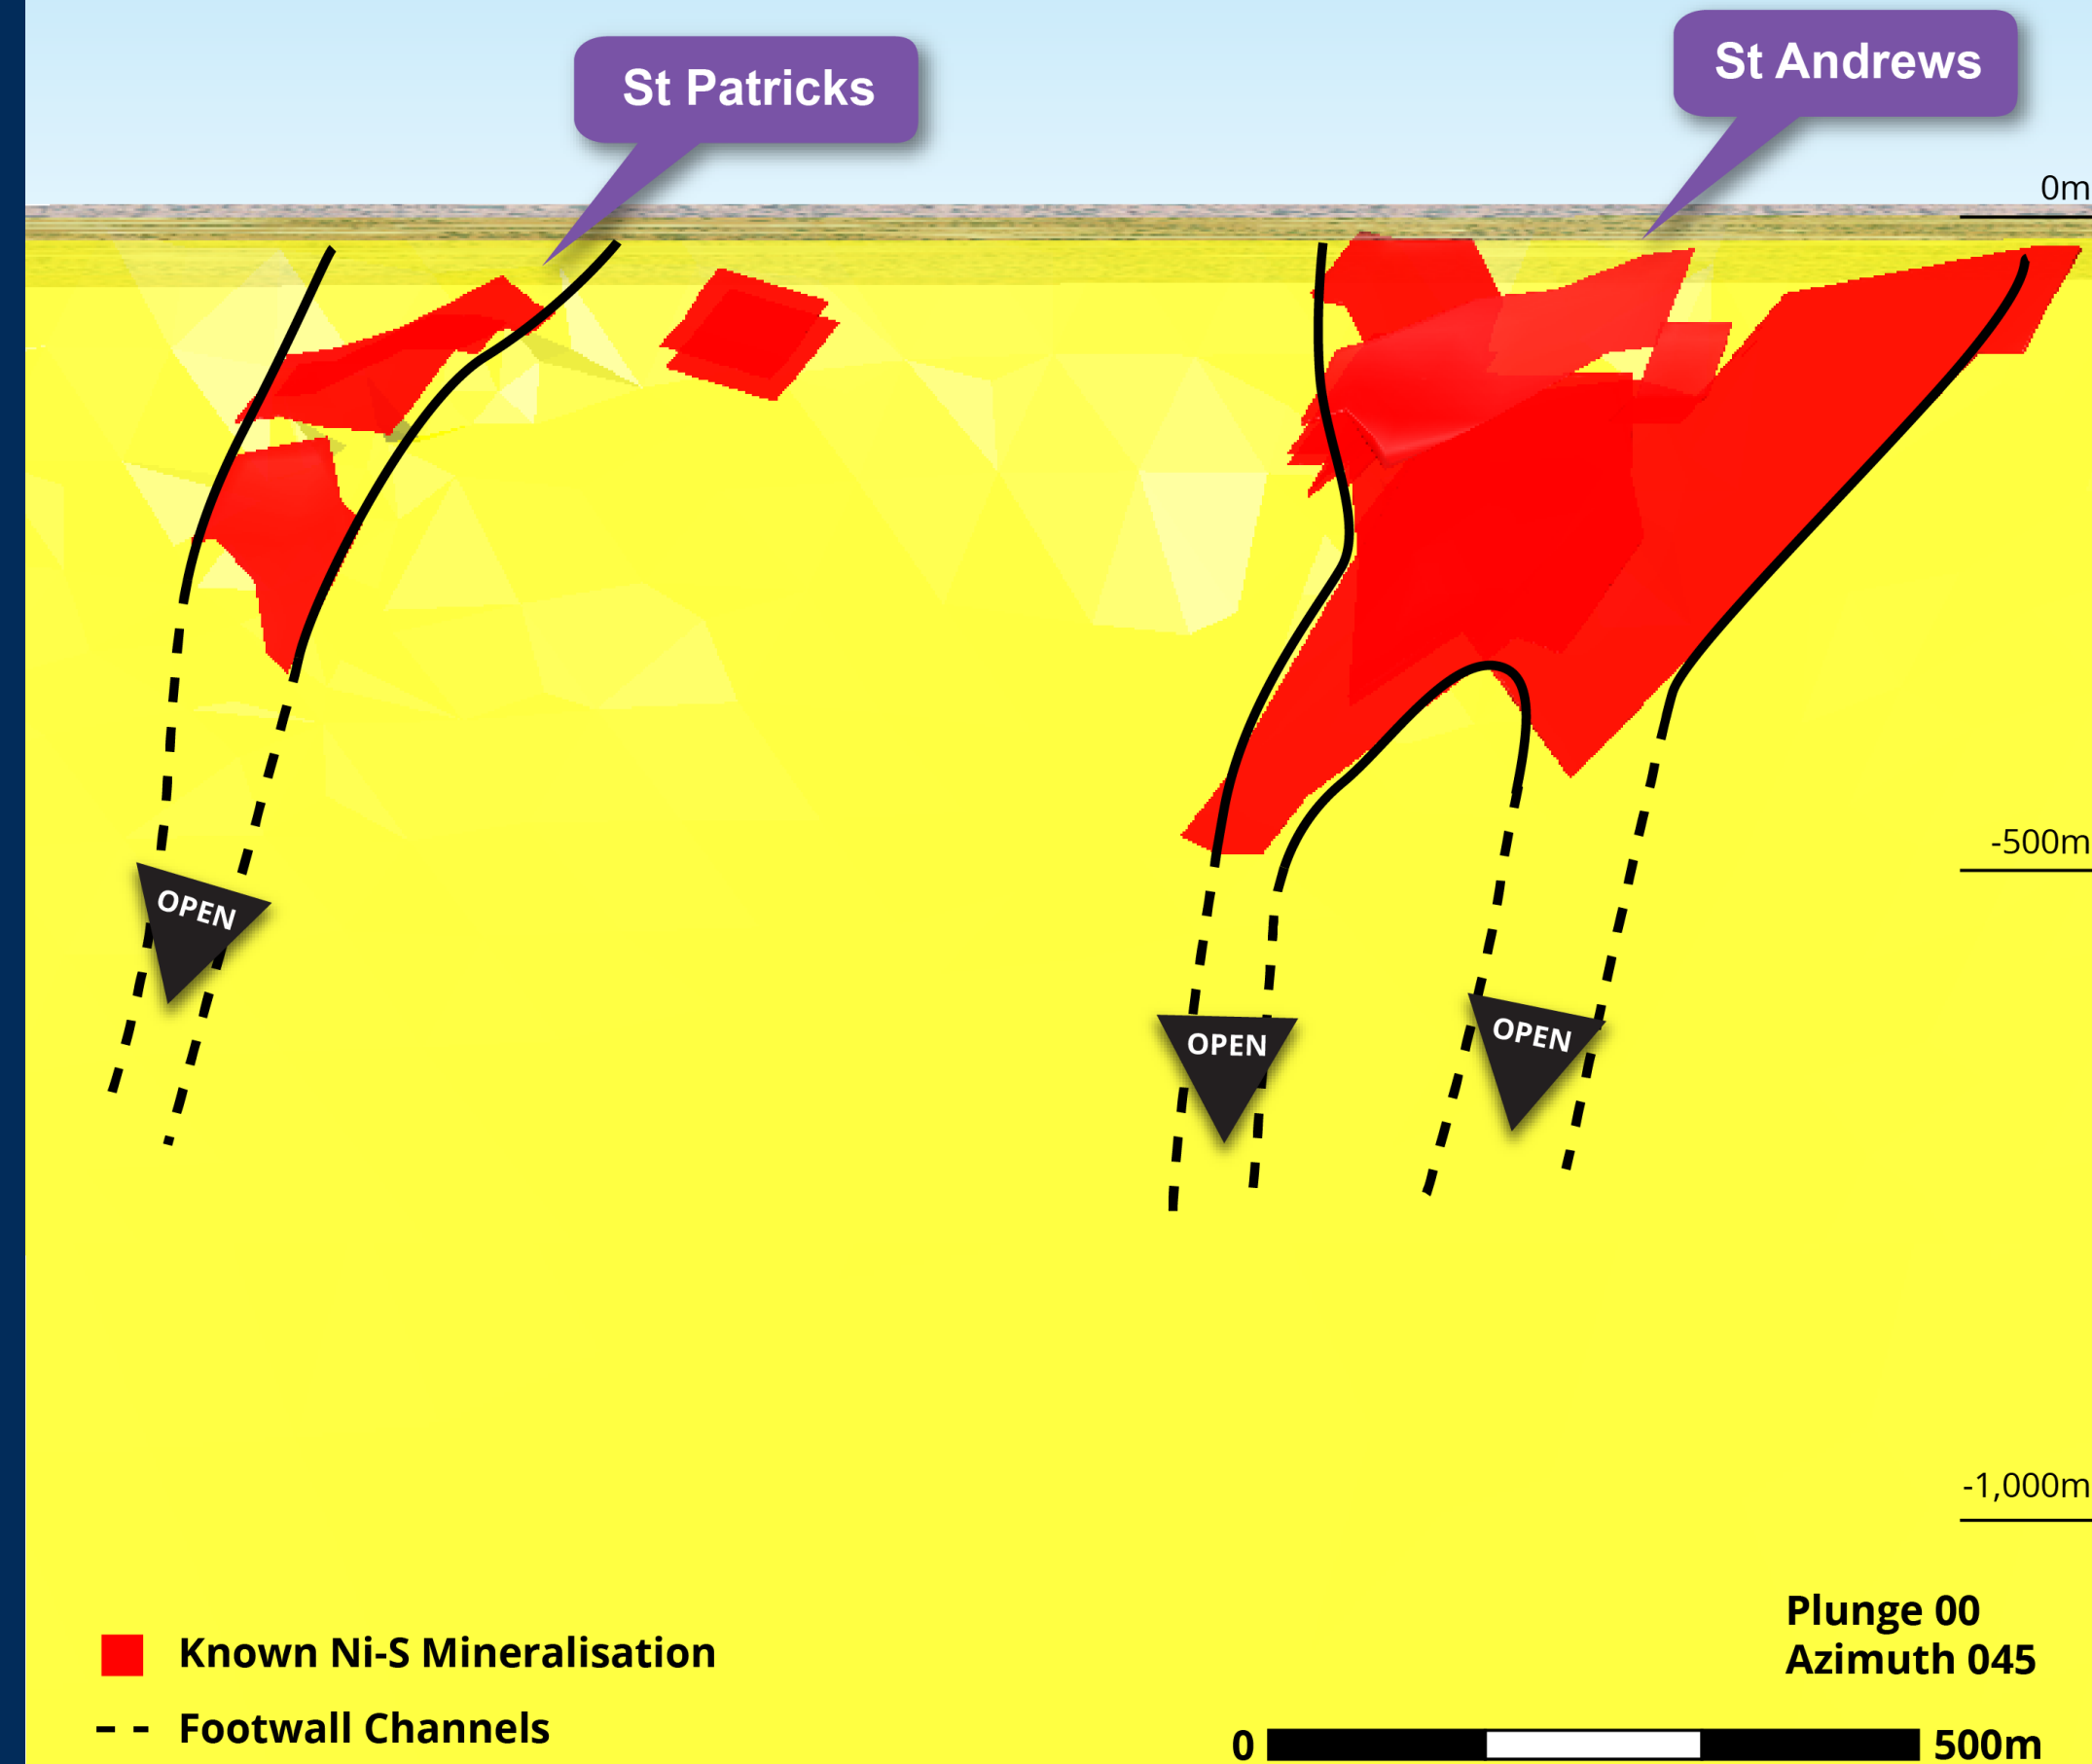 St Patricks
St Andrews
0m
-500m
OPEN
OPEN
OPEN
-1,000m
Plunge 00
Azimuth 045
Known Ni-S Mineralisation
Footwall Channels
0
500m